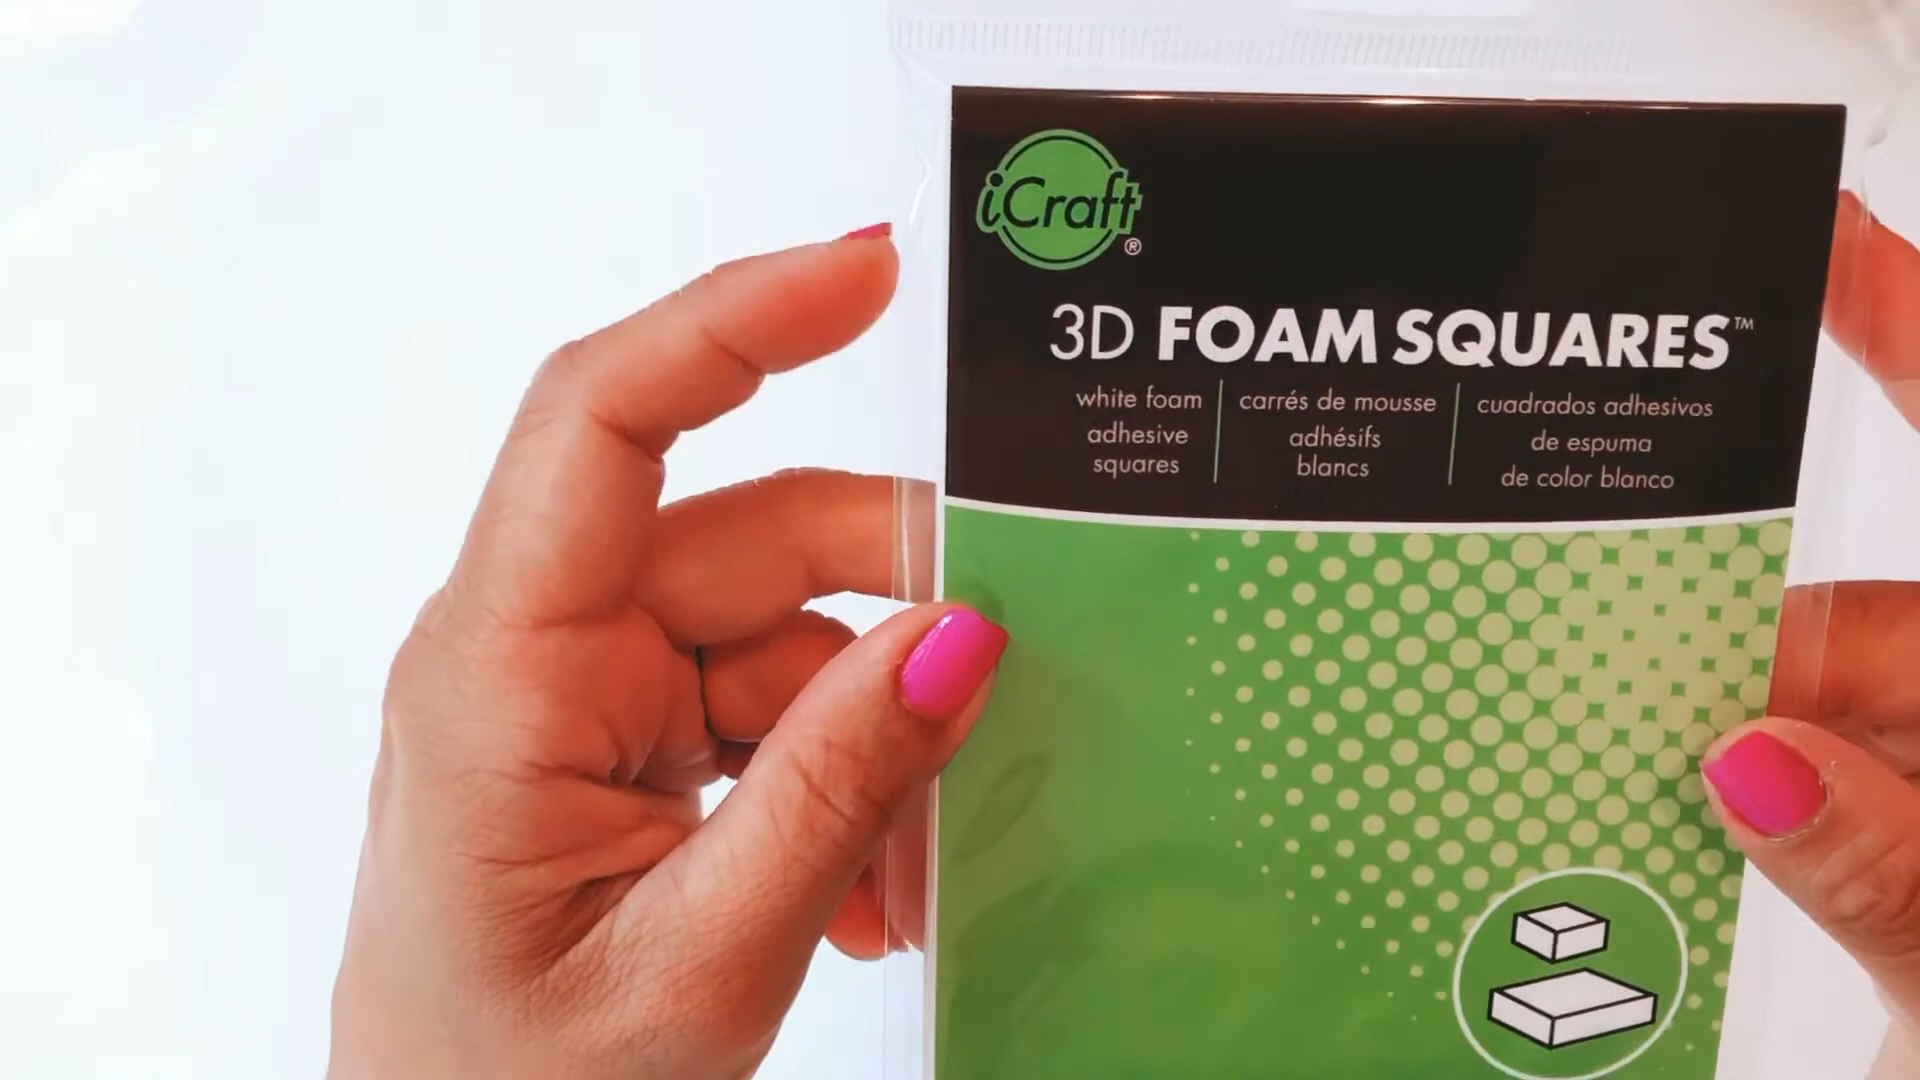 iCraft®
3D FOAM SQUARES™
white foam
adhesive
squares
carrés de mousse
adhésifs
blancs
cuadrados adhesivos
de espuma
de color blanco